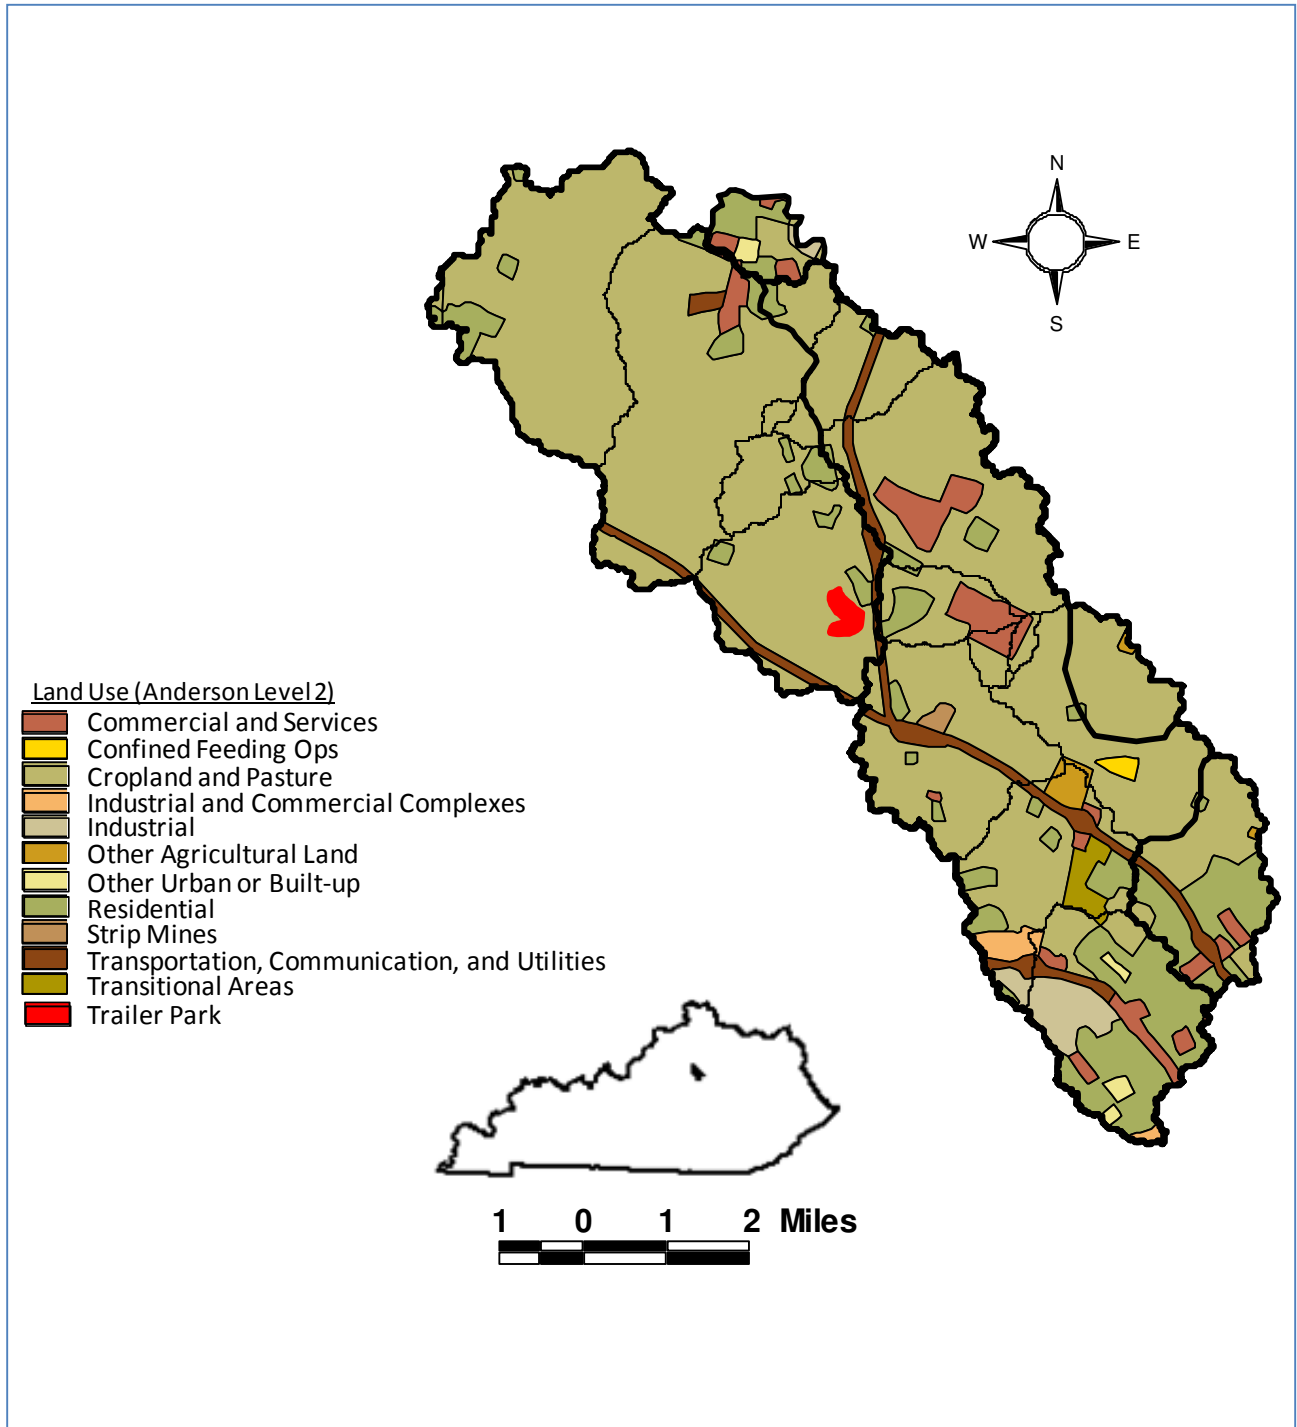 N
W E
S
Land Use (Anderson Level 2)
Commercial and Services
Confined Feeding Ops
Cropland and Pasture
Industrial and Commercial Complexes
Industrial
Other Agricultural Land
Other Urban or Built-up
Residential
Strip Mines
Transportation, Communication, and Utilities
Transitional Areas
Trailer Park
1 0 1 2 Miles